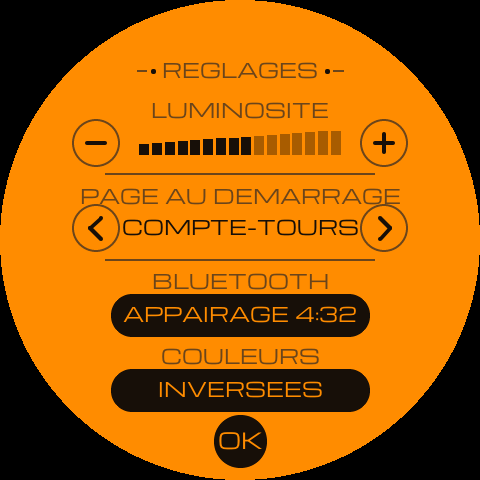 REGLAGES
LUMINOSITE
PAGE AU DEMARRAGE
COMPTE-TOURS
BLUETOOTH
APPAIRAGE 4:32
COULEURS
INVERSEES
OK